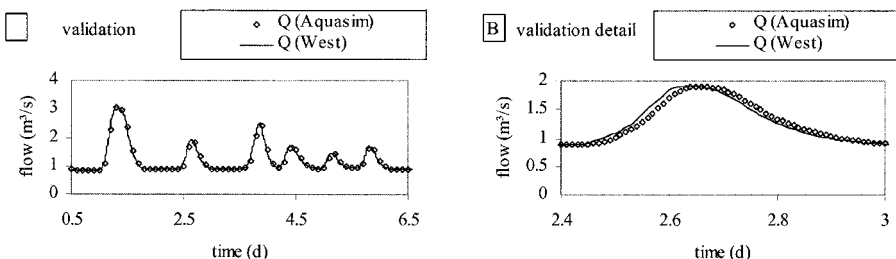 validation
Q (Aquasim)
Q (West)
flow (m³/s)
4
3
2
1
0
0.5 2.5 4.5 6.5
time (d)
B validation detail
Q (Aquasim)
Q (West)
flow (m³/s)
2
1.5
1
0.5
0
2.4 2.6 2.8 3
time (d)